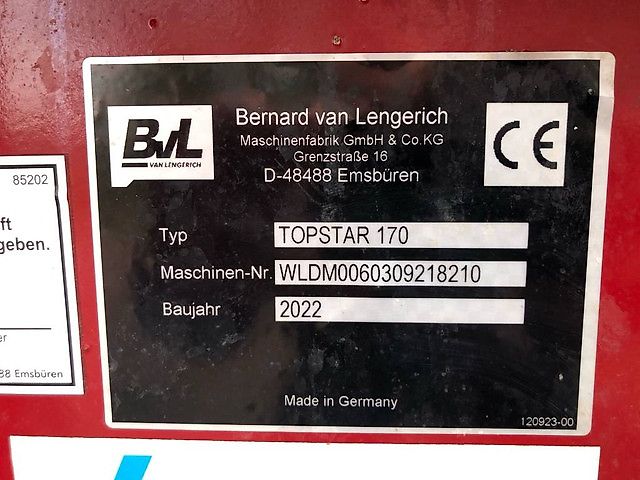 BvL
VAN LENGERICH
Bernard van Lengerich
Maschinenfabrik GmbH & Co.KG
Grenzstraße 16
D-48488 Emsbüren
CE
Typ TOPSTAR 170
Maschinen-Nr. WLDM0060309218210
Baujahr 2022
Made in Germany
120923-00
85202
ft
geben.
er
88 Emsbüren